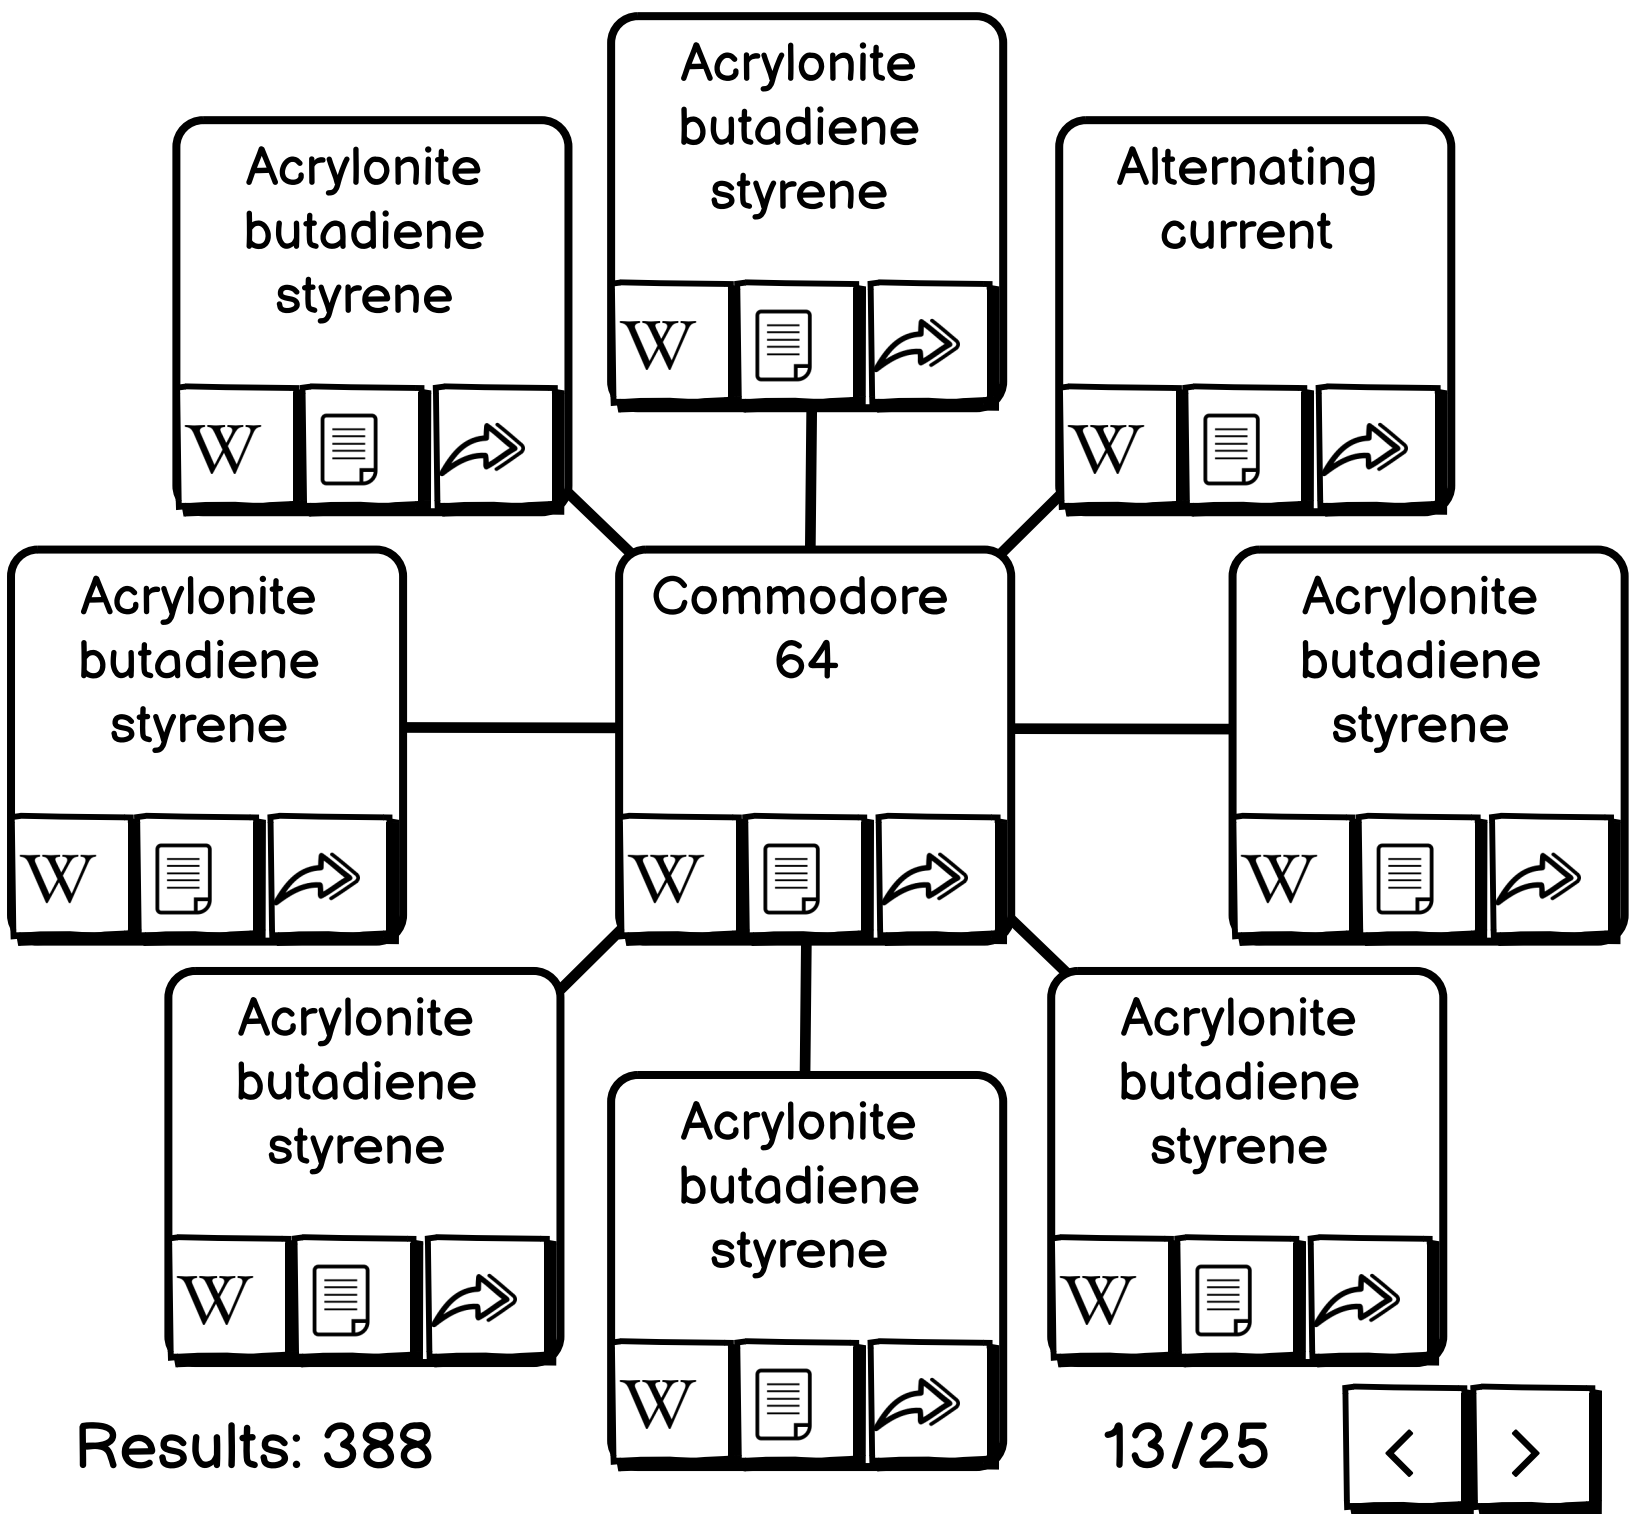 Acrylonite
butadiene
styrene
W
Acrylonite
butadiene
styrene
W
Alternating
current
W
Acrylonite
butadiene
styrene
W
Commodore
64
W
Acrylonite
butadiene
styrene
W
Acrylonite
butadiene
styrene
W
Acrylonite
butadiene
styrene
W
Acrylonite
butadiene
styrene
W
Results: 388
13/25
< >